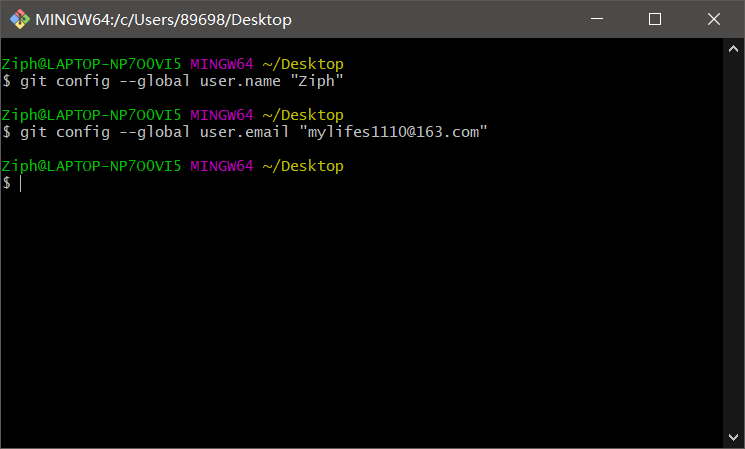 MINGW64:/c/Users/89698/Desktop
Ziph@LAPTOP-NP7O0VI5 MINGW64 ~/Desktop
$ git config --global user.name "Ziph"
Ziph@LAPTOP-NP7O0VI5 MINGW64 ~/Desktop
$ git config --global user.email "mylifes1110@163.com"
Ziph@LAPTOP-NP7O0VI5 MINGW64 ~/Desktop
$